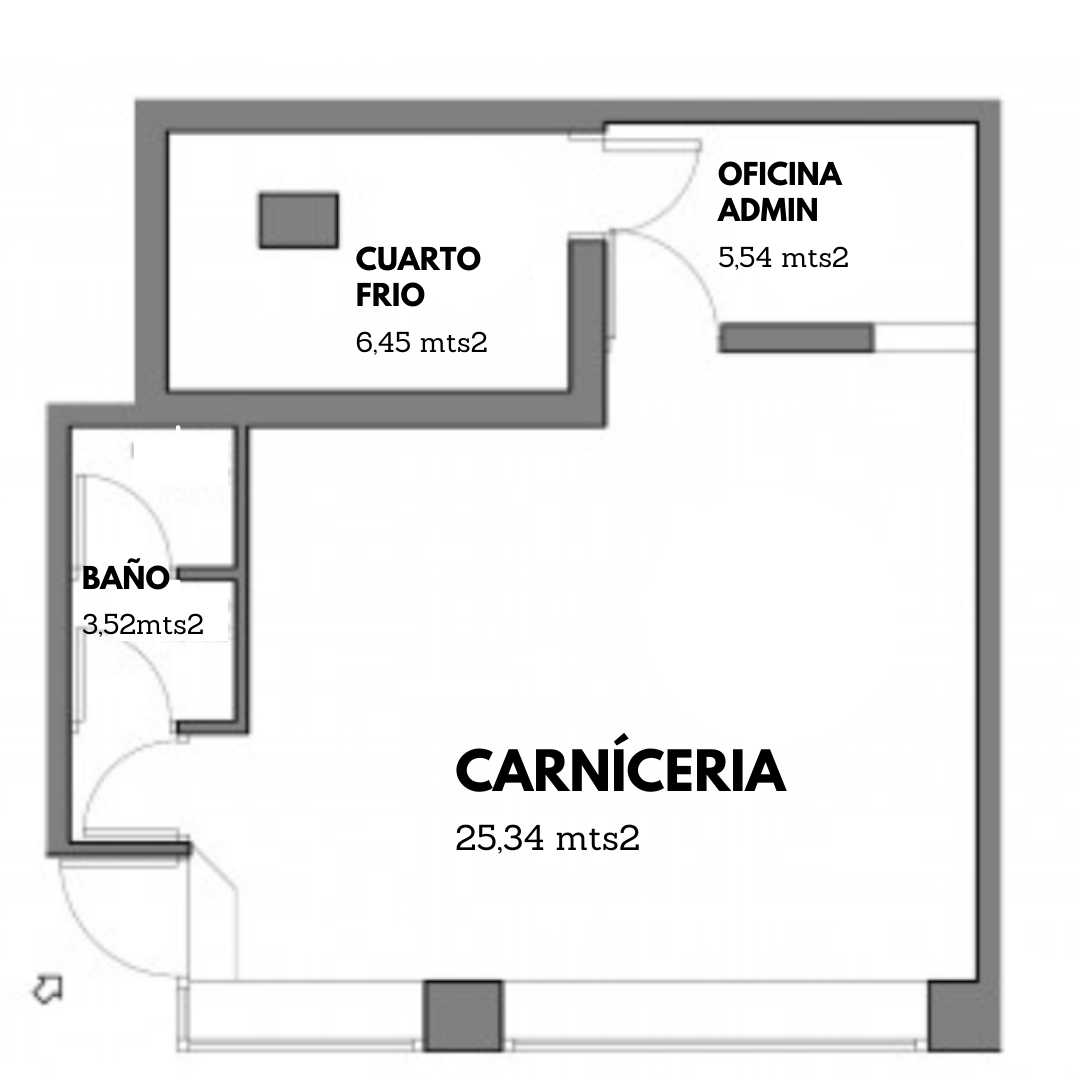 OFICINA
ADMIN
5,54 mts2
CUARTO
FRIO
6,45 mts2
BAÑO
3,52mts2
CARNÍCERIA
25,34 mts2